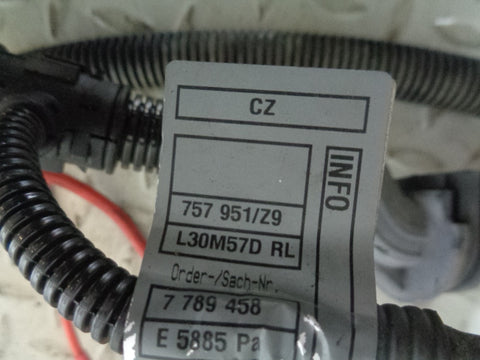 CZ
INFO
757 951/Z9
L30M57D RL
Order-/Sach-Nr.
7 789 458
E 5885 Pa